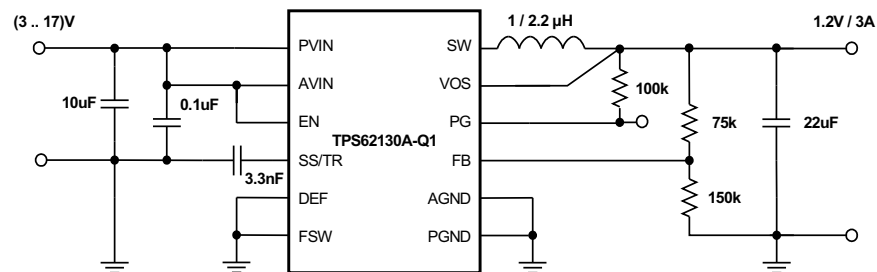 (3 .. 17)V
1 / 2.2 µH
1.2V / 3A
PVIN
SW
AVIN
VOS
10uF
0.1uF
100k
EN
PG
75k
22uF
TPS62130A-Q1
SS/TR
FB
3.3nF
DEF
AGND
150k
FSW
PGND